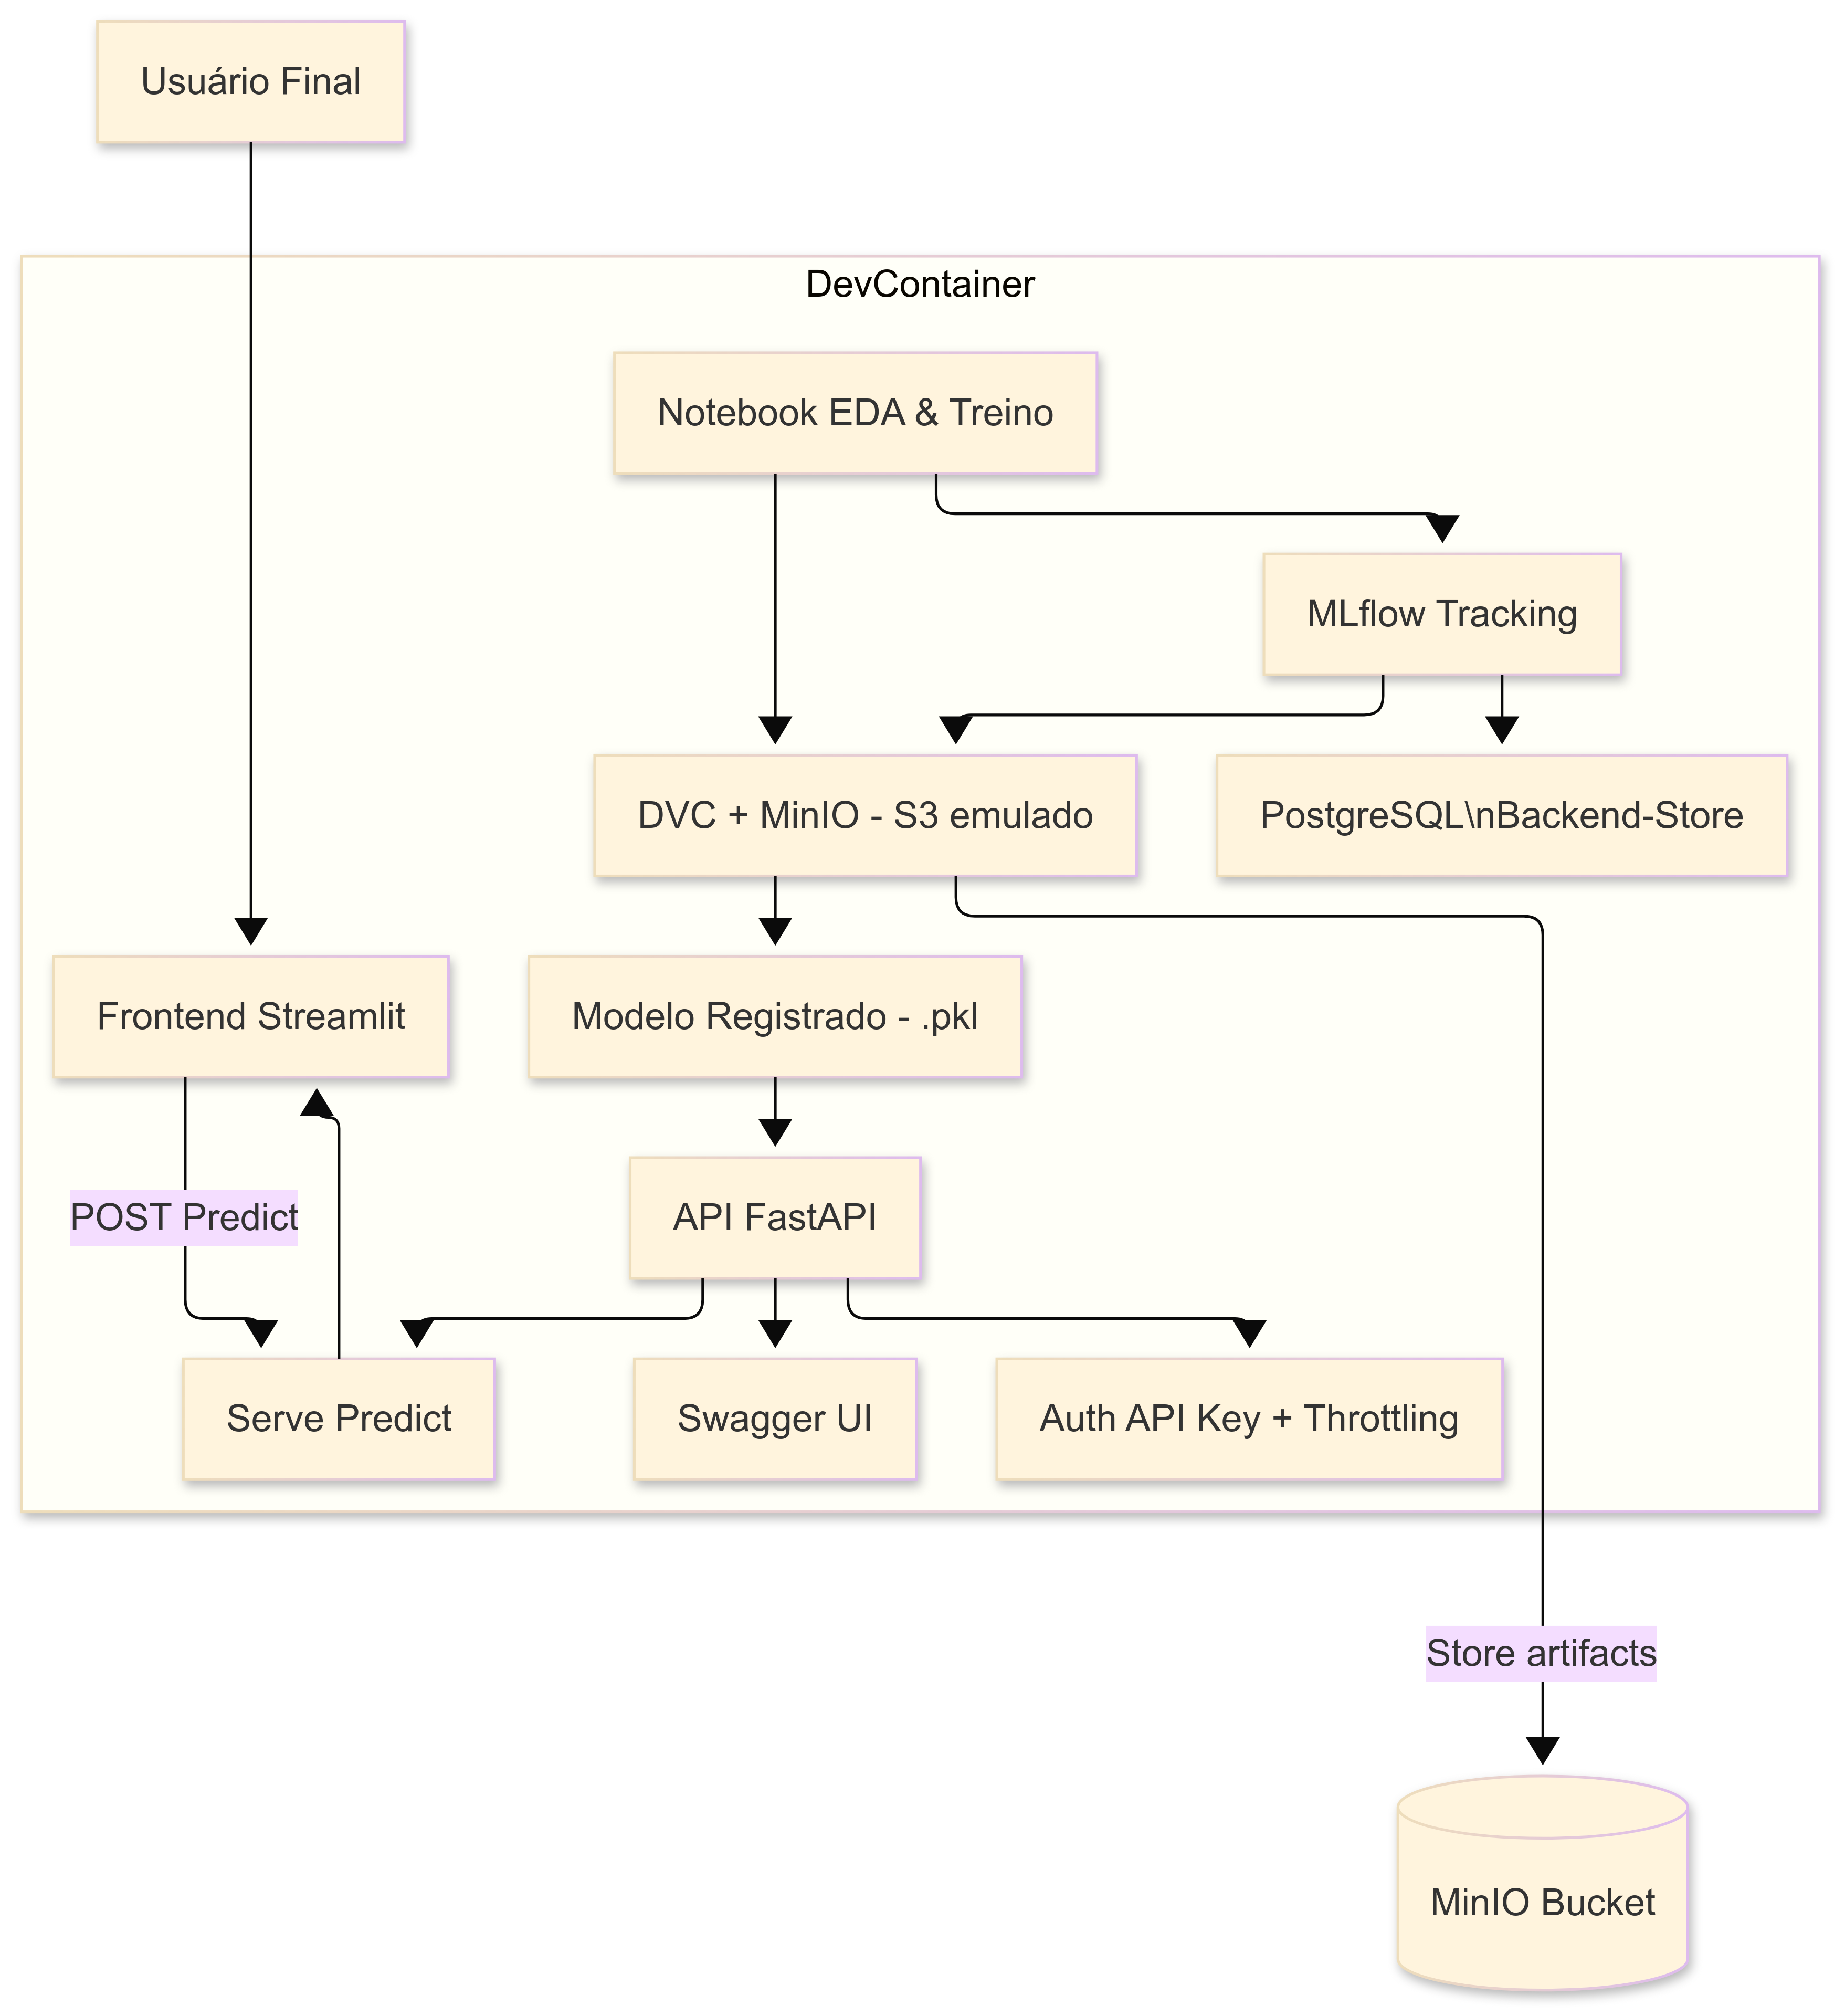 Usuário Final
DevContainer
Notebook EDA & Treino
MLflow Tracking
DVC + MinIO - S3 emulado
PostgreSQL\nBackend-Store
Frontend Streamlit
Modelo Registrado - .pkl
POST Predict
API FastAPI
Serve Predict
Swagger UI
Auth API Key + Throttling
Store artifacts
MinIO Bucket